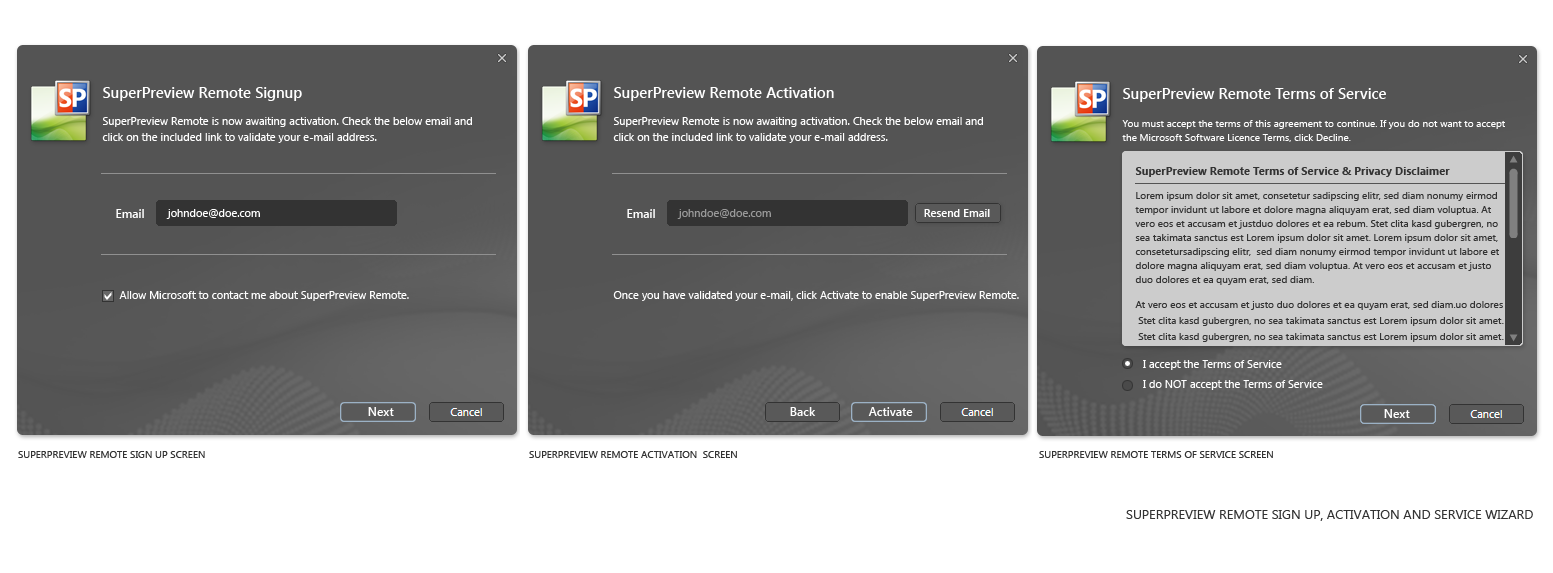 SP
SuperPreview Remote Signup
SuperPreview Remote is now awaiting activation. Check the below email and
click on the included link to validate your e-mail address.
Email
johndoe@doe.com
Allow Microsoft to contact me about SuperPreview Remote.
Next
Cancel
SUPERPREVIEW REMOTE SIGN UP SCREEN
SP
SuperPreview Remote Activation
SuperPreview Remote is now awaiting activation. Check the below email and
click on the included link to validate your e-mail address.
Email
johndoe@doe.com
Resend Email
Once you have validated your e-mail, click Activate to enable SuperPreview Remote.
Back
Activate
Cancel
SUPERPREVIEW REMOTE ACTIVATION SCREEN
SP
SuperPreview Remote Terms of Service
You must accept the terms of this agreement to continue. If you do not want to accept
the Microsoft Software Licence Terms, click Decline.
SuperPreview Remote Terms of Service & Privacy Disclaimer
Lorem ipsum dolor sit amet, consetetur sadipscing elitr, sed diam nonumy eirmod
tempor invidunt ut labore et dolore magna aliquyam erat, sed diam voluptua. At
vero eos et accusam et justduo dolores et ea rebum. Stet clita kasd gubergren, no
sea takimata sanctus est Lorem ipsum dolor sit amet. Lorem ipsum dolor sit amet,
consetetursadipscing elitr, sed diam nonumy eirmod tempor invidunt ut labore et
dolore magna aliquyam erat, sed diam voluptua. At vero eos et accusam et justo
duo dolores et ea quyam erat, sed diam.
At vero eos et accusam et justo duo dolores et ea quyam erat, sed diam.uo dolores
Stet clita kasd gubergren, no sea takimata sanctus est Lorem ipsum dolor sit amet.
Stet clita kasd gubergren, no sea takimata sanctus est Lorem ipsum dolor sit amet.
I accept the Terms of Service
I do NOT accept the Terms of Service
Next
Cancel
SUPERPREVIEW REMOTE TERMS OF SERVICE SCREEN
SUPERPREVIEW REMOTE SIGN UP, ACTIVATION AND SERVICE WIZARD